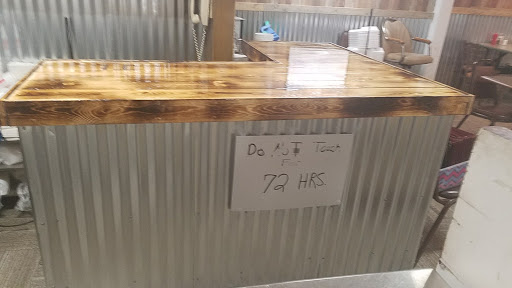 Do Not Touch
For
72 HRS.